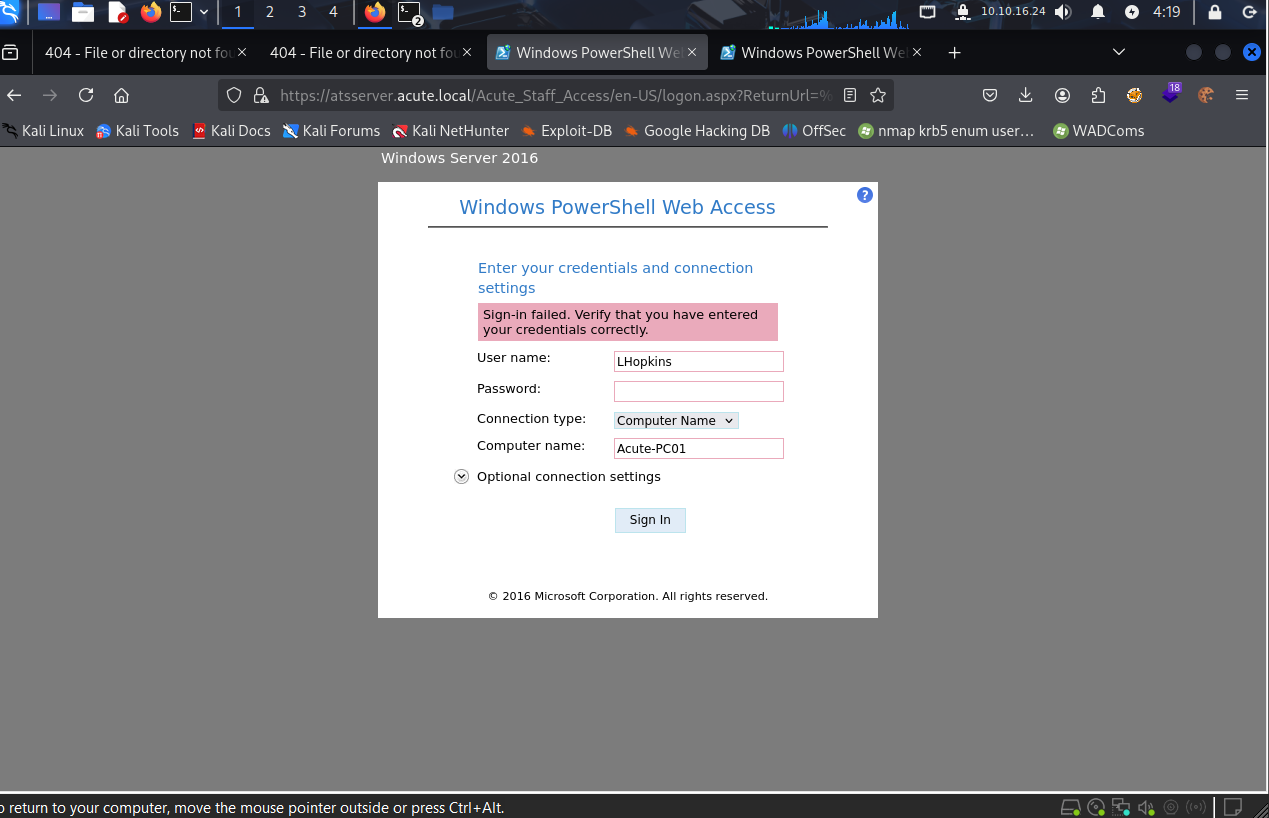 1 2 3 4 2 10.10.16.24 4:19
404 - File or directory not fou 404 - File or directory not fou Windows PowerShell We Windows PowerShell We
https://atsserver.acute.local/Acute_Staff_Access/en-US/logon.aspx?ReturnUrl=% 18
Kali Linux Kali Tools Kali Docs Kali Forums Kali NetHunter Exploit-DB Google Hacking DB OffSec nmap krb5 enum user… WADComs
Windows Server 2016
?
Windows PowerShell Web Access
Enter your credentials and connection
settings
Sign-in failed. Verify that you have entered
your credentials correctly.
User name: LHopkins
Password:
Connection type: Computer Name
Computer name: Acute-PC01
Optional connection settings
Sign In
© 2016 Microsoft Corporation. All rights reserved.
o return to your computer, move the mouse pointer outside or press Ctrl+Alt.